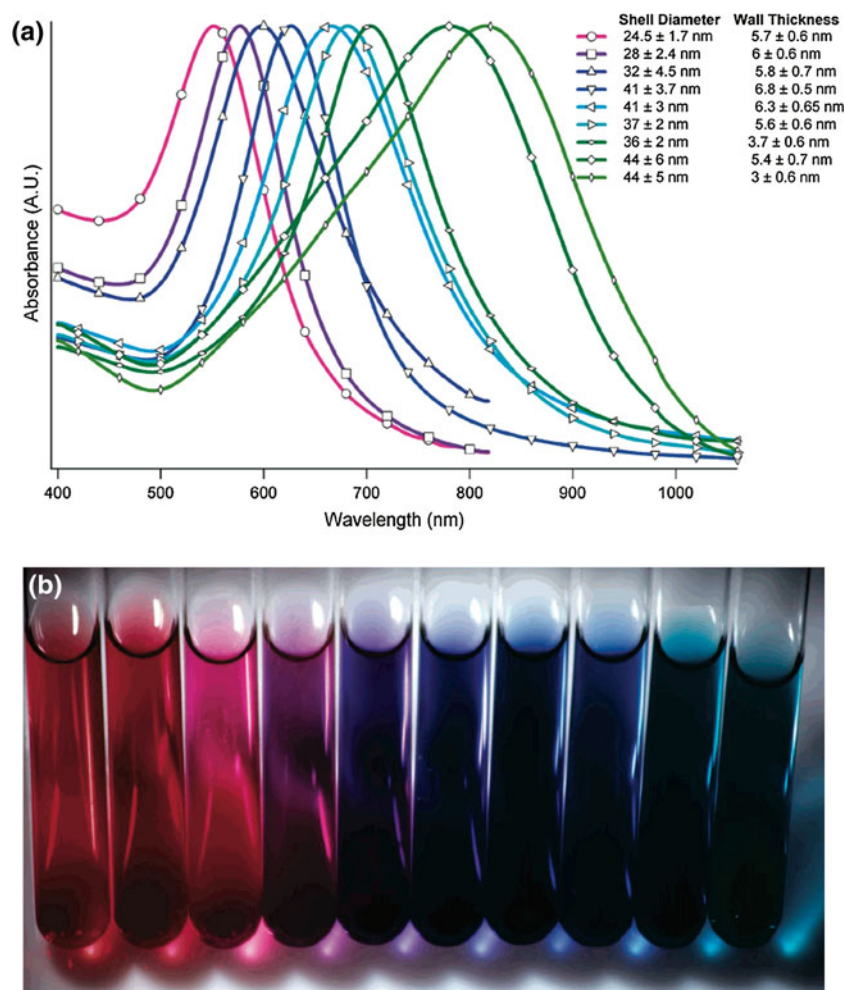 (a)
Shell Diameter Wall Thickness
24.5 ± 1.7 nm 5.7 ± 0.6 nm
28 ± 2.4 nm 6 ± 0.6 nm
32 ± 4.5 nm 5.8 ± 0.7 nm
41 ± 3.7 nm 6.8 ± 0.5 nm
41 ± 3 nm 6.3 ± 0.65 nm
37 ± 2 nm 5.6 ± 0.6 nm
36 ± 2 nm 3.7 ± 0.6 nm
44 ± 6 nm 5.4 ± 0.7 nm
44 ± 5 nm 3 ± 0.6 nm
Absorbance (A.U.)
400 500 600 700 800 900 1000
Wavelength (nm)
(b)